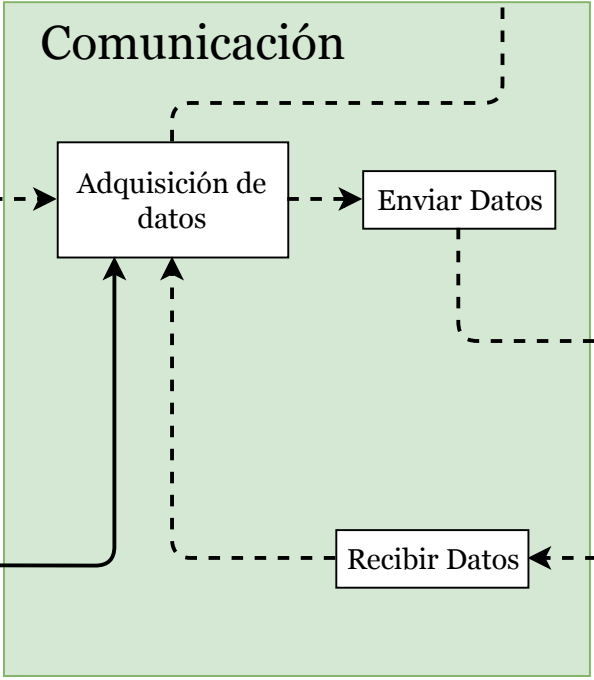 Comunicación
Adquisición de
datos
Enviar Datos
Recibir Datos